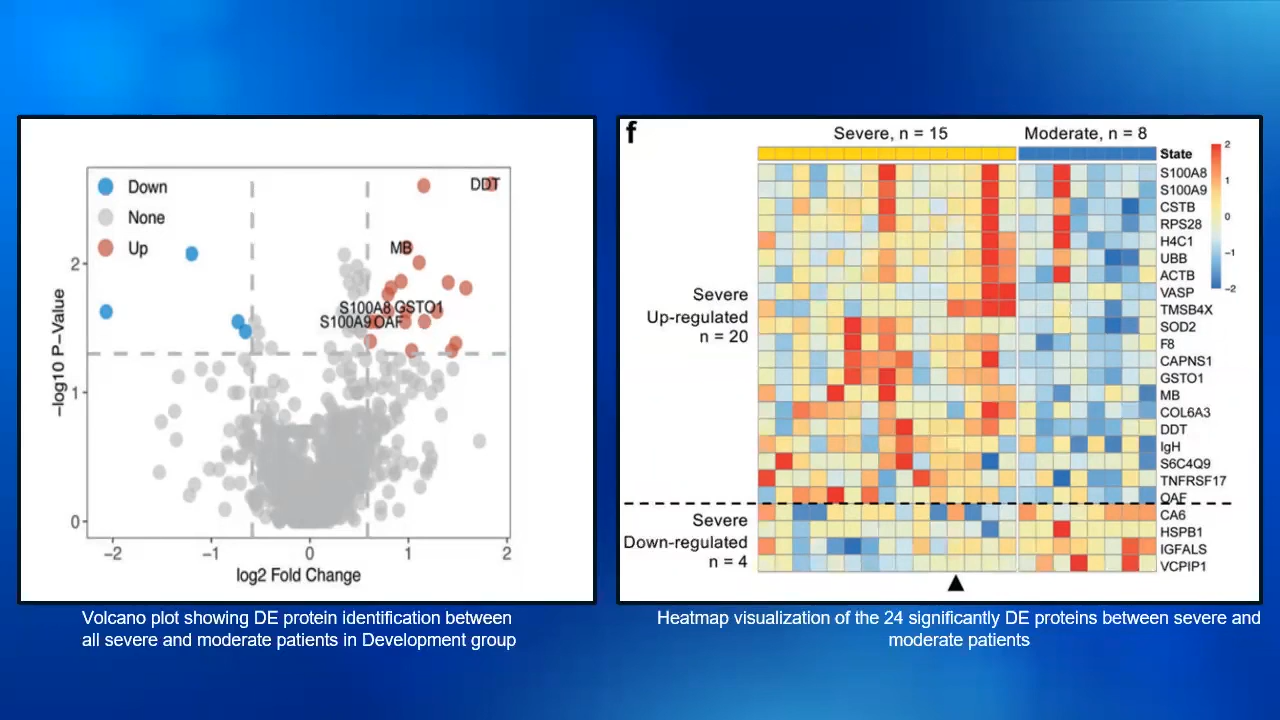 Down
None
Up
DDT
MB
S100A8 GSTO1
S100A9 OAF
2
1
0
−log10 P−Value
−2
−1
0
1
2
log2 Fold Change
Volcano plot showing DE protein identification between
all severe and moderate patients in Development group
f
Severe, n = 15
Moderate, n = 8
State
S100A8
S100A9
CSTB
RPS28
H4C1
UBB
ACTB
VASP
TMSB4X
SOD2
F8
CAPNS1
GSTO1
MB
COL6A3
DDT
IgH
S6C4Q9
TNFRSF17
OAF
CA6
HSPB1
IGFALS
VCPIP1
2
1
0
−1
−2
Severe
Up-regulated
n = 20
Severe
Down-regulated
n = 4
Heatmap visualization of the 24 significantly DE proteins between severe and
moderate patients